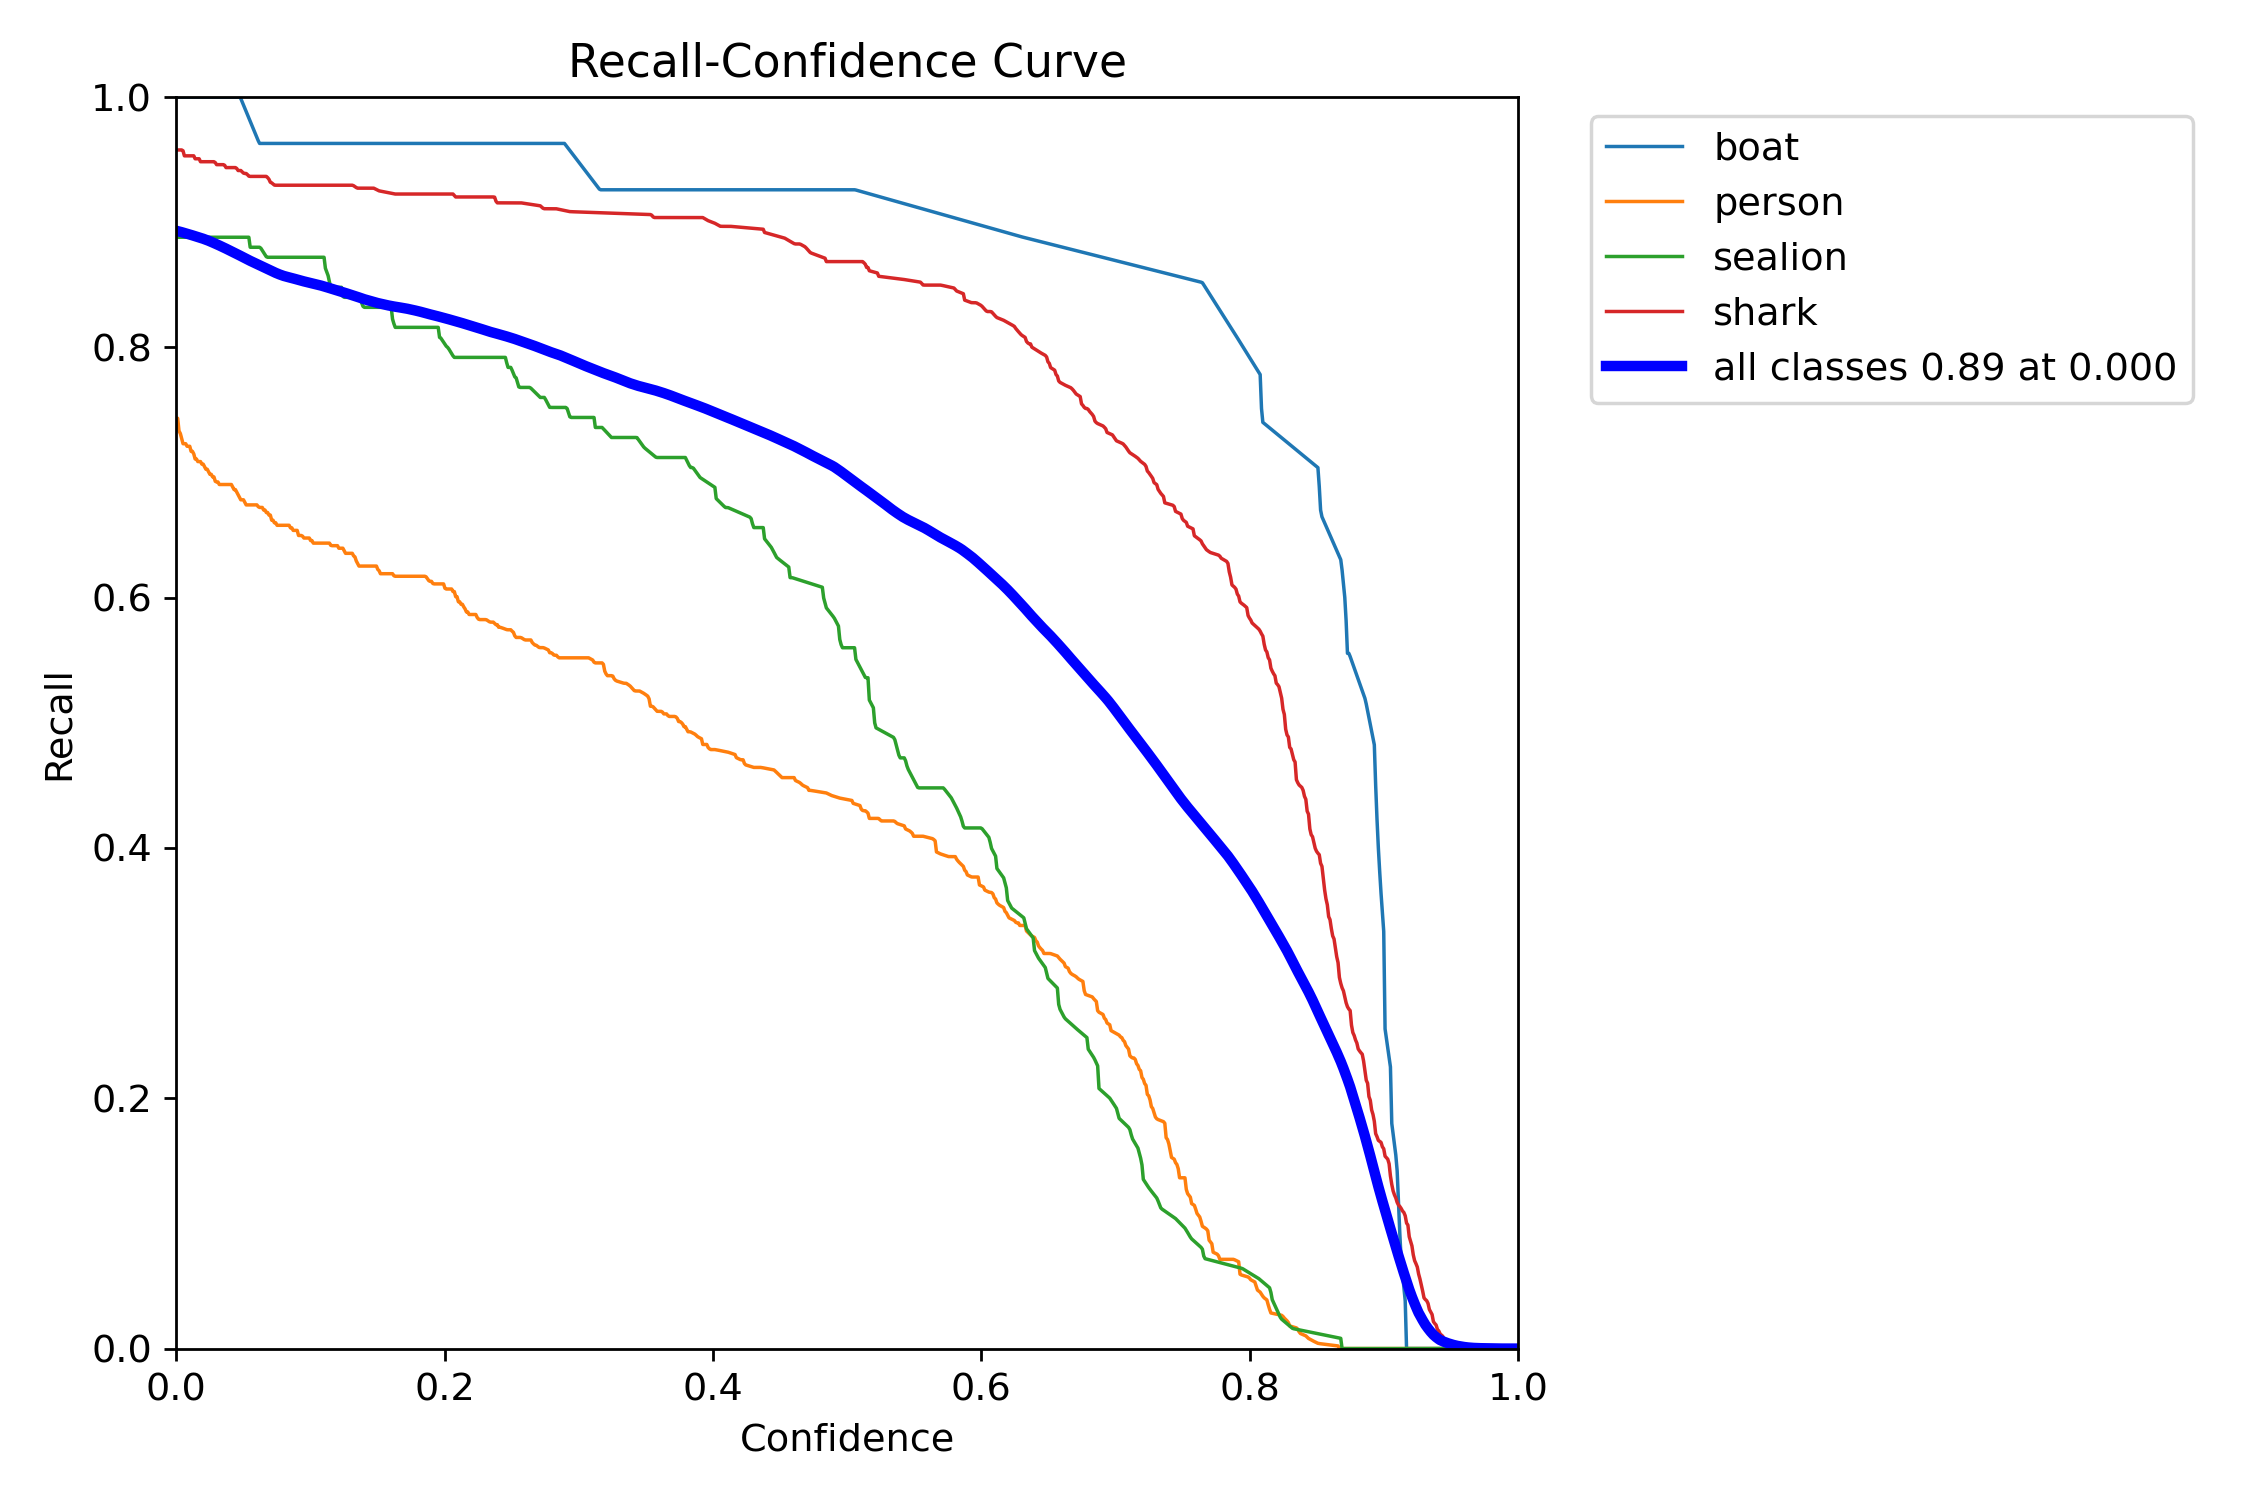 Recall-Confidence Curve
1.0
0.8
0.6
0.4
0.2
0.0
Recall
0.0 0.2 0.4 0.6 0.8 1.0
Confidence
boat
person
sealion
shark
all classes 0.89 at 0.000